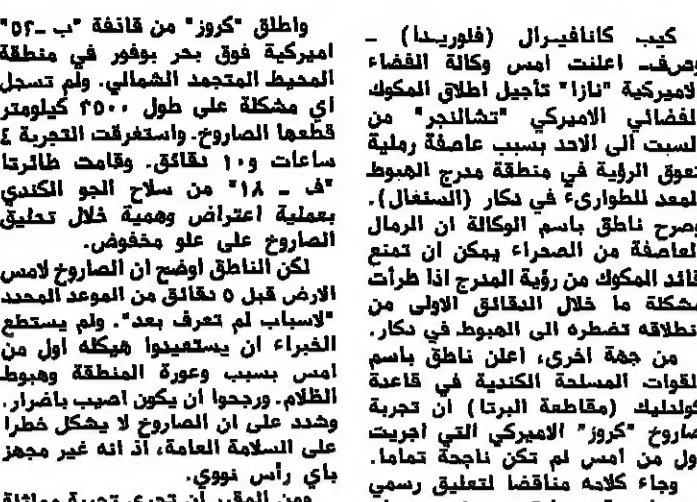 كيب كانافيرال (فلوريدا) _
وصرف_ اعلنت امس وكالة الفضاء
الاميركية "نازا" تأجيل اطلاق المكوك
الفضائي الاميركي "تشالنجر" من
السبت الى الاحد بسبب عاصفة رملية
تعوق الرؤية في منطقة مدرج الهبوط
المعد للطوارىء في دكار (السنغال).
وصرح ناطق باسم الوكالة ان الرمال
العاصفة من الصحراء يمكن ان تمنع
قائد المكوك من رؤية المدرج اذا طرأت
مشكلة ما خلال الدقائق الاولى من
انطلاقه تضطره الى الهبوط في دكار.
من جهة اخرى، اعلن ناطق باسم
القوات المسلحة الكندية في قاعدة
كولدليك (مقاطعة البرتا) ان تجربة
صاروخ "كروز" الاميركي التي اجريت
اول من امس لم تكن ناجحة تماما.
وجاء كلامه مناقضا لتعليق رسمي
واطلق "كروز" من قاذفة "ب _٥٢"
اميركية فوق بحر بوفور في منطقة
المحيط المتجمد الشمالي. ولم تسجل
اي مشكلة على طول ٢٥٠٠ كيلومتر
قطعها الصاروخ. واستغرقت التجربة ٤
ساعات و١٠ دقائق. وقامت طائرتا
"ف _ ١٨" من سلاح الجو الكندي
بعملية اعتراض وهمية خلال تحليق
الصاروخ على علو مخفوض.
لكن الناطق اوضح ان الصاروخ لامس
الارض قبل ٥ دقائق من الموعد المحدد
"لاسباب لم تعرف بعد". ولم يستطع
الخبراء ان يستعيدوا هيكله اول من
امس بسبب وعورة المنطقة وهبوط
الظلام. ورجحوا ان يكون اصيب باضرار.
وشدد على ان الصاروخ لا يشكل خطرا
على السلامة العامة، اذ انه غير مجهز
باي رأس نووي.
ومن المقرر ان تجرى تجربة مماثلة